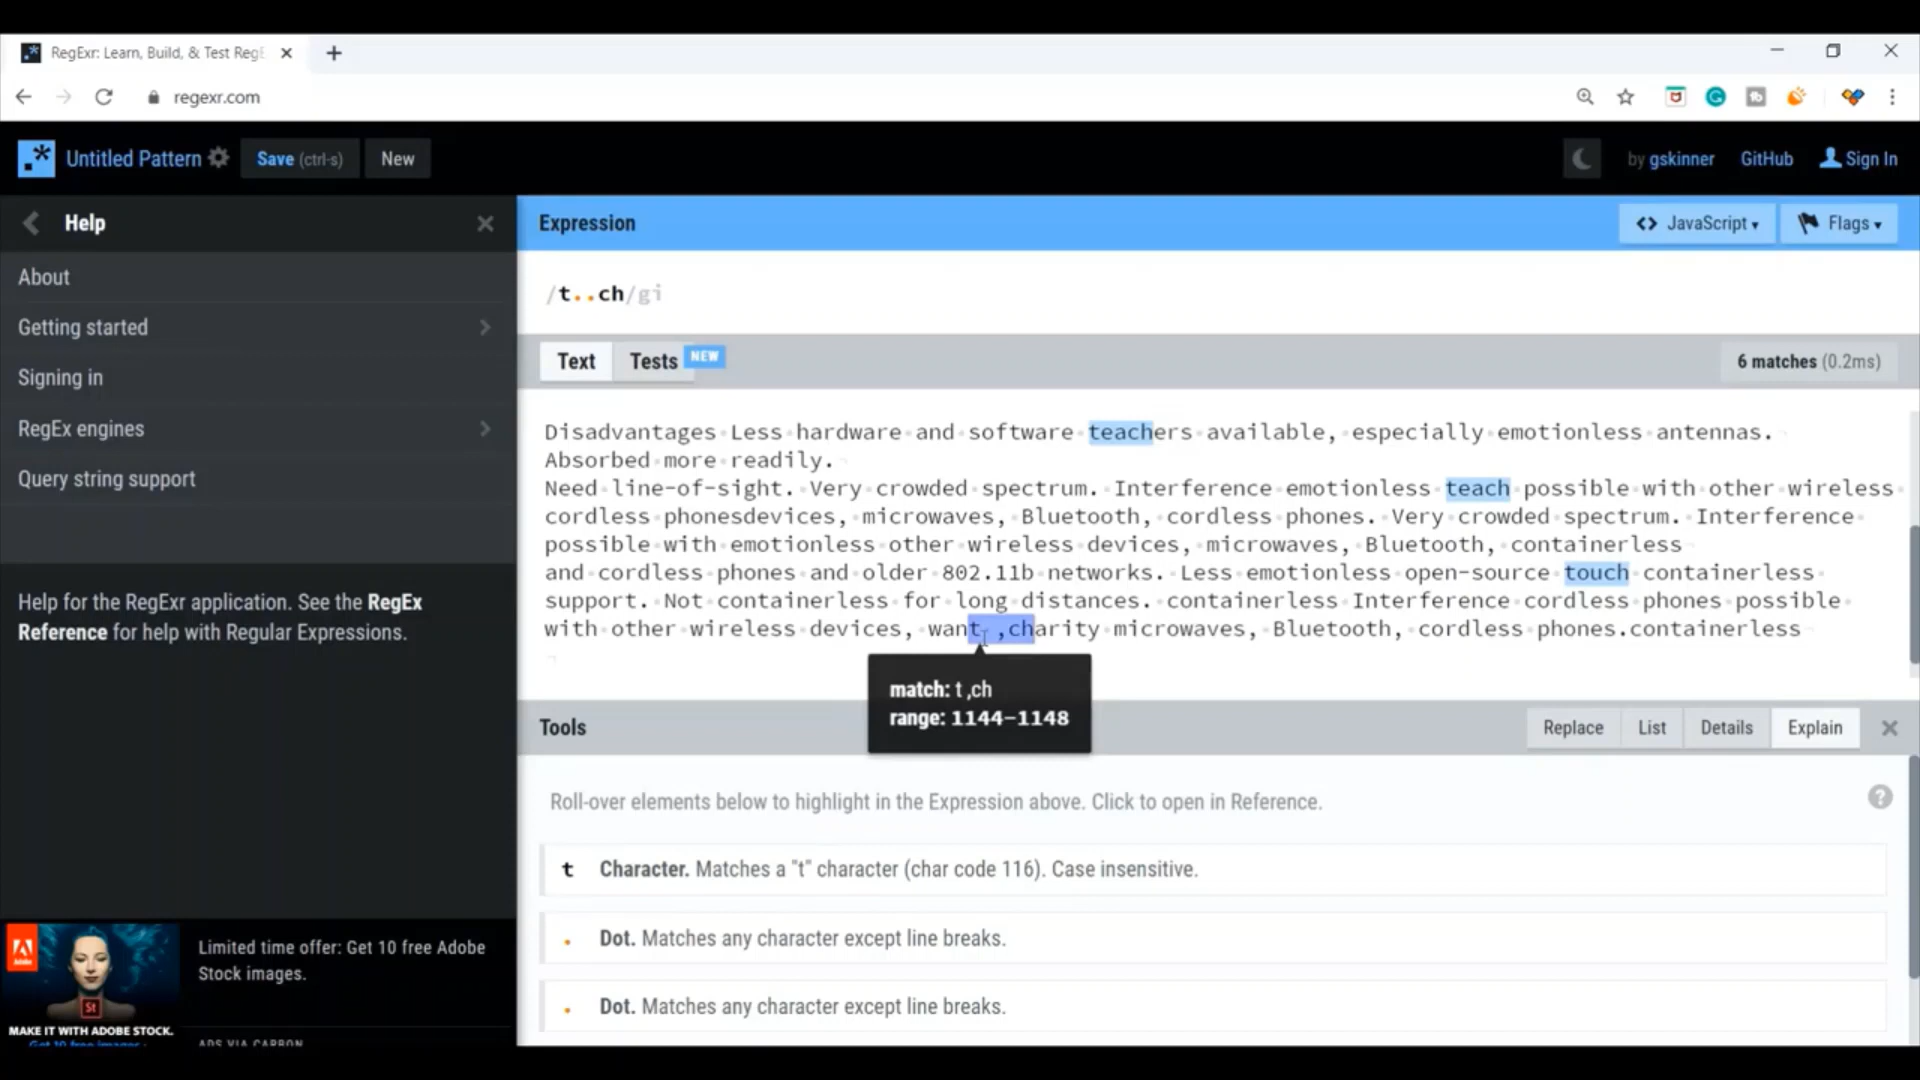 RegExr: Learn, Build, & Test RegE
regexr.com
Untitled Pattern
Save (ctrl-s)
New
by gskinner
GitHub
Sign In
Help
About
Getting started
Signing in
RegEx engines
Query string support
Help for the RegExr application. See the RegEx
Reference for help with Regular Expressions.
Limited time offer: Get 10 free Adobe
Stock images.
Adobe
St
MAKE IT WITH ADOBE STOCK.
Get 10 free images
ADS VIA CARBON
Expression
<> JavaScript
Flags
/t..ch/gi
Text
Tests
NEW
6 matches (0.2ms)
Disadvantages Less hardware and software teachers available, especially emotionless antennas.
Absorbed more readily.
Need line-of-sight. Very crowded spectrum. Interference emotionless teach possible with other wireless
cordless phonesdevices, microwaves, Bluetooth, cordless phones. Very crowded spectrum. Interference
possible with emotionless other wireless devices, microwaves, Bluetooth, containerless
and cordless phones and older 802.11b networks. Less emotionless open-source touch containerless
support. Not containerless for long distances. containerless Interference cordless phones possible
with other wireless devices, want ,charity microwaves, Bluetooth, cordless phones.containerless
match: t ,ch
range: 1144-1148
Tools
Replace
List
Details
Explain
Roll-over elements below to highlight in the Expression above. Click to open in Reference.
t Character. Matches a "t" character (char code 116). Case insensitive.
. Dot. Matches any character except line breaks.
. Dot. Matches any character except line breaks.